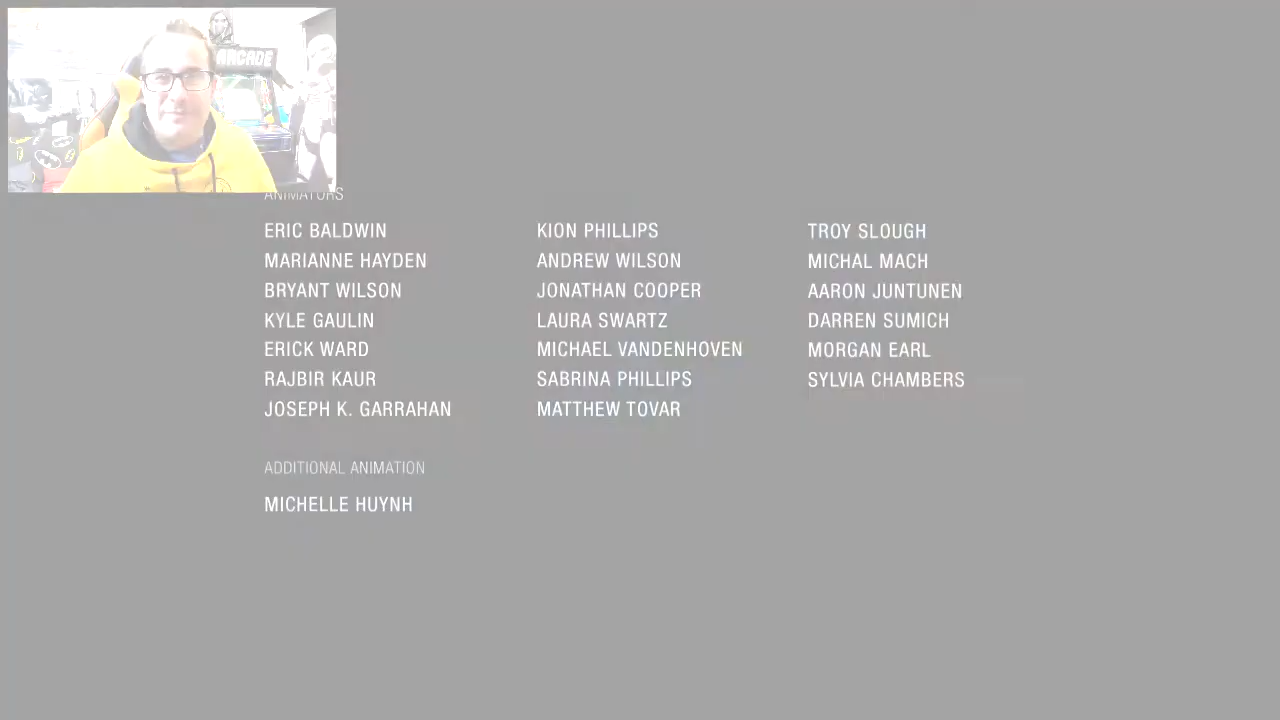 ARCADE
ANIMATORS
ERIC BALDWIN
MARIANNE HAYDEN
BRYANT WILSON
KYLE GAULIN
ERICK WARD
RAJBIR KAUR
JOSEPH K. GARRAHAN
KION PHILLIPS
ANDREW WILSON
JONATHAN COOPER
LAURA SWARTZ
MICHAEL VANDENHOVEN
SABRINA PHILLIPS
MATTHEW TOVAR
TROY SLOUGH
MICHAL MACH
AARON JUNTUNEN
DARREN SUMICH
MORGAN EARL
SYLVIA CHAMBERS
ADDITIONAL ANIMATION
MICHELLE HUYNH